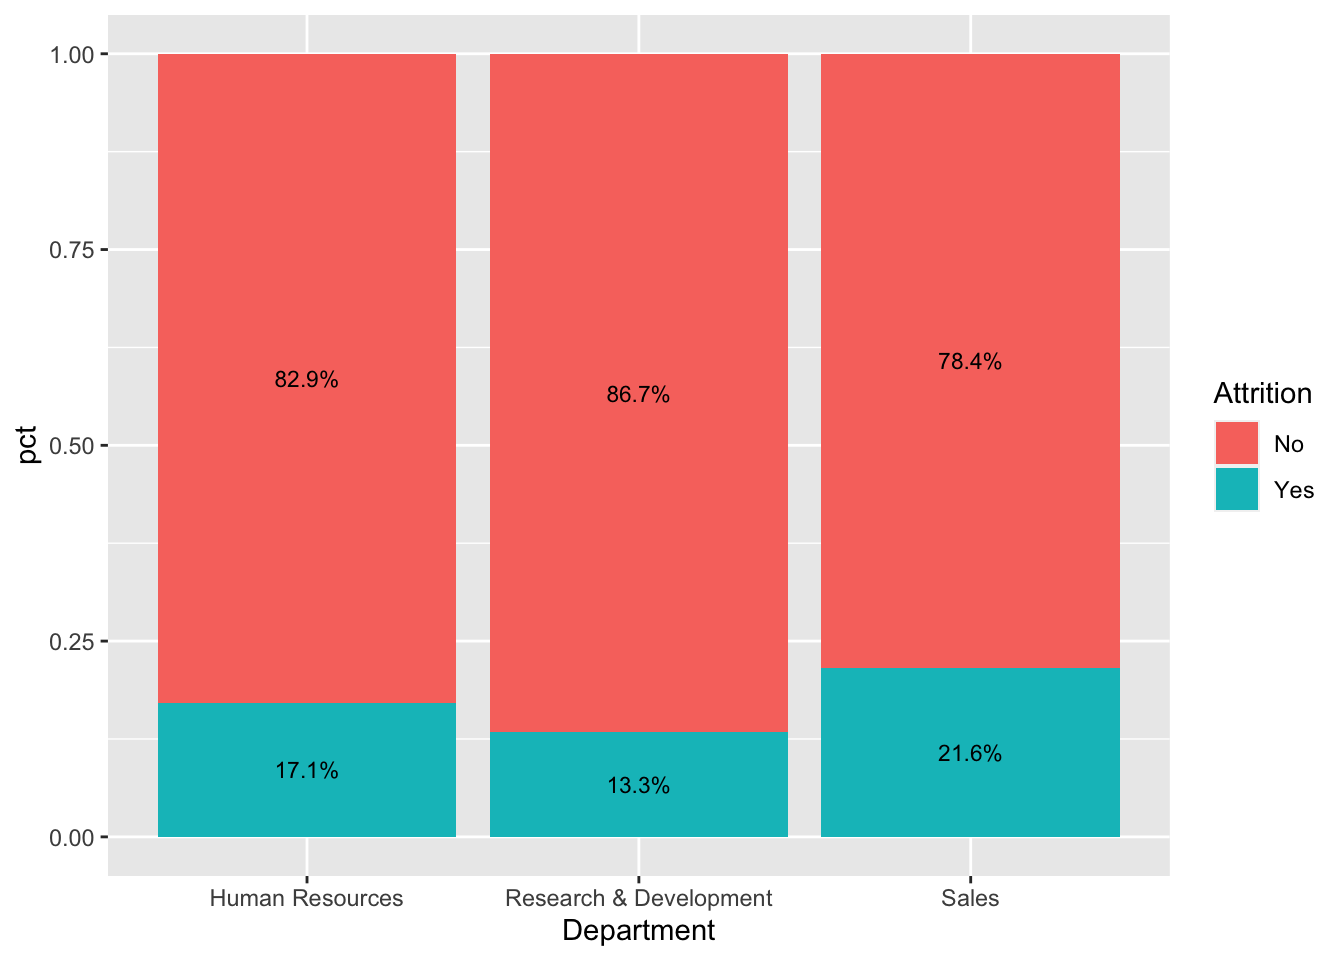 1.00
0.75
0.50
0.25
0.00
pct
82.9%
86.7%
78.4%
17.1%
13.3%
21.6%
Human Resources
Research & Development
Sales
Department
Attrition
No
Yes